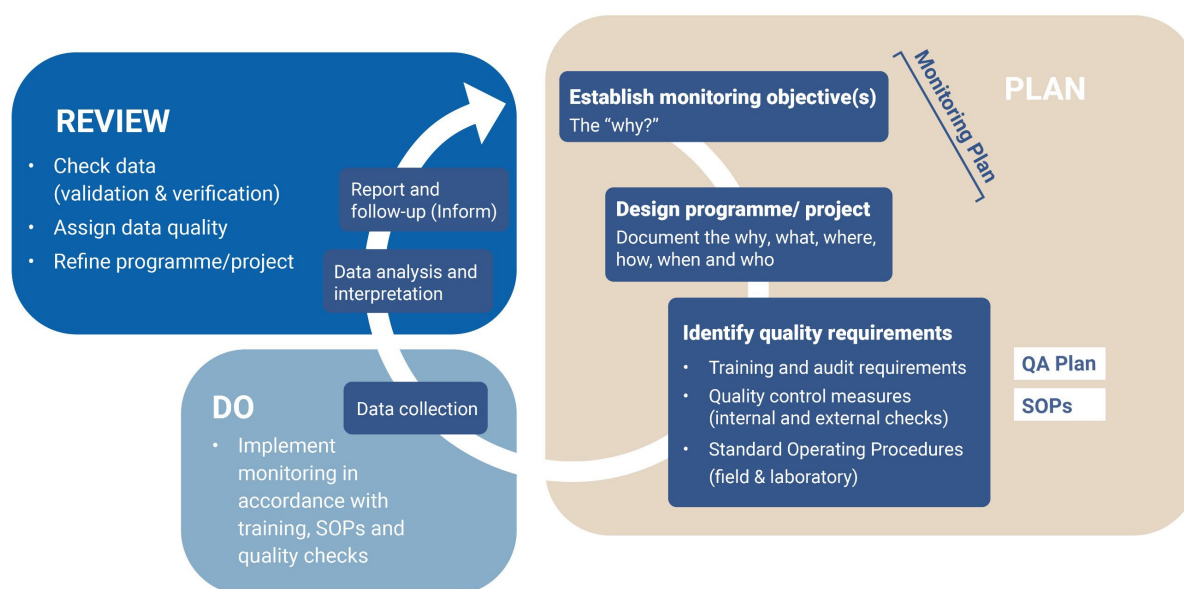 REVIEW
• Check data
(validation & verification)
• Assign data quality
• Refine programme/project
Report and
follow-up (Inform)
Data analysis and
interpretation
DO
• Implement
monitoring in
accordance with
training, SOPs and
quality checks
Data collection
PLAN
Monitoring Plan
Establish monitoring objective(s)
The “why?”
Design programme/ project
Document the why, what, where,
how, when and who
Identify quality requirements
• Training and audit requirements
• Quality control measures
(internal and external checks)
• Standard Operating Procedures
(field & laboratory)
QA Plan
SOPs